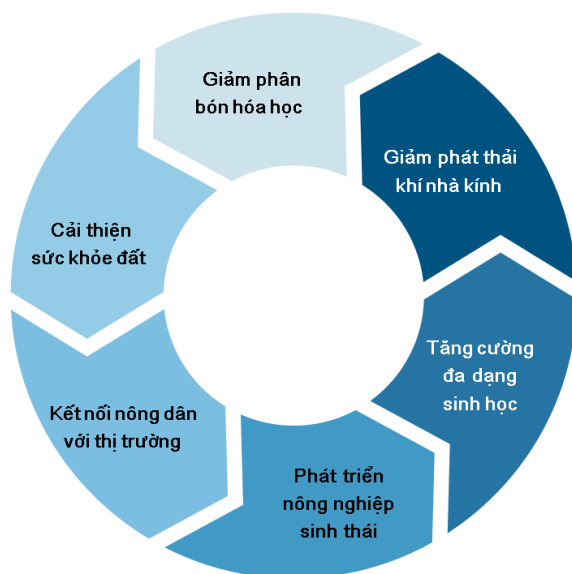 Giảm phân
bón hóa học
Giảm phát thải
khí nhà kính
Tăng cường
đa dạng
sinh học
Phát triển
nông nghiệp
sinh thái
Kết nối nông dân
với thị trường
Cải thiện
sức khỏe đất